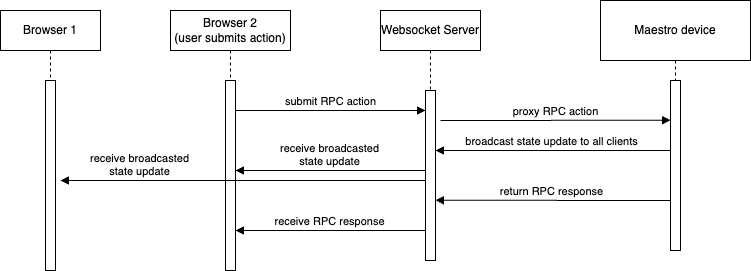 Browser 1
Browser 2
(user submits action)
Websocket Server
Maestro device
submit RPC action
proxy RPC action
broadcast state update to all clients
receive broadcasted
state update
receive broadcasted
state update
return RPC response
receive RPC response